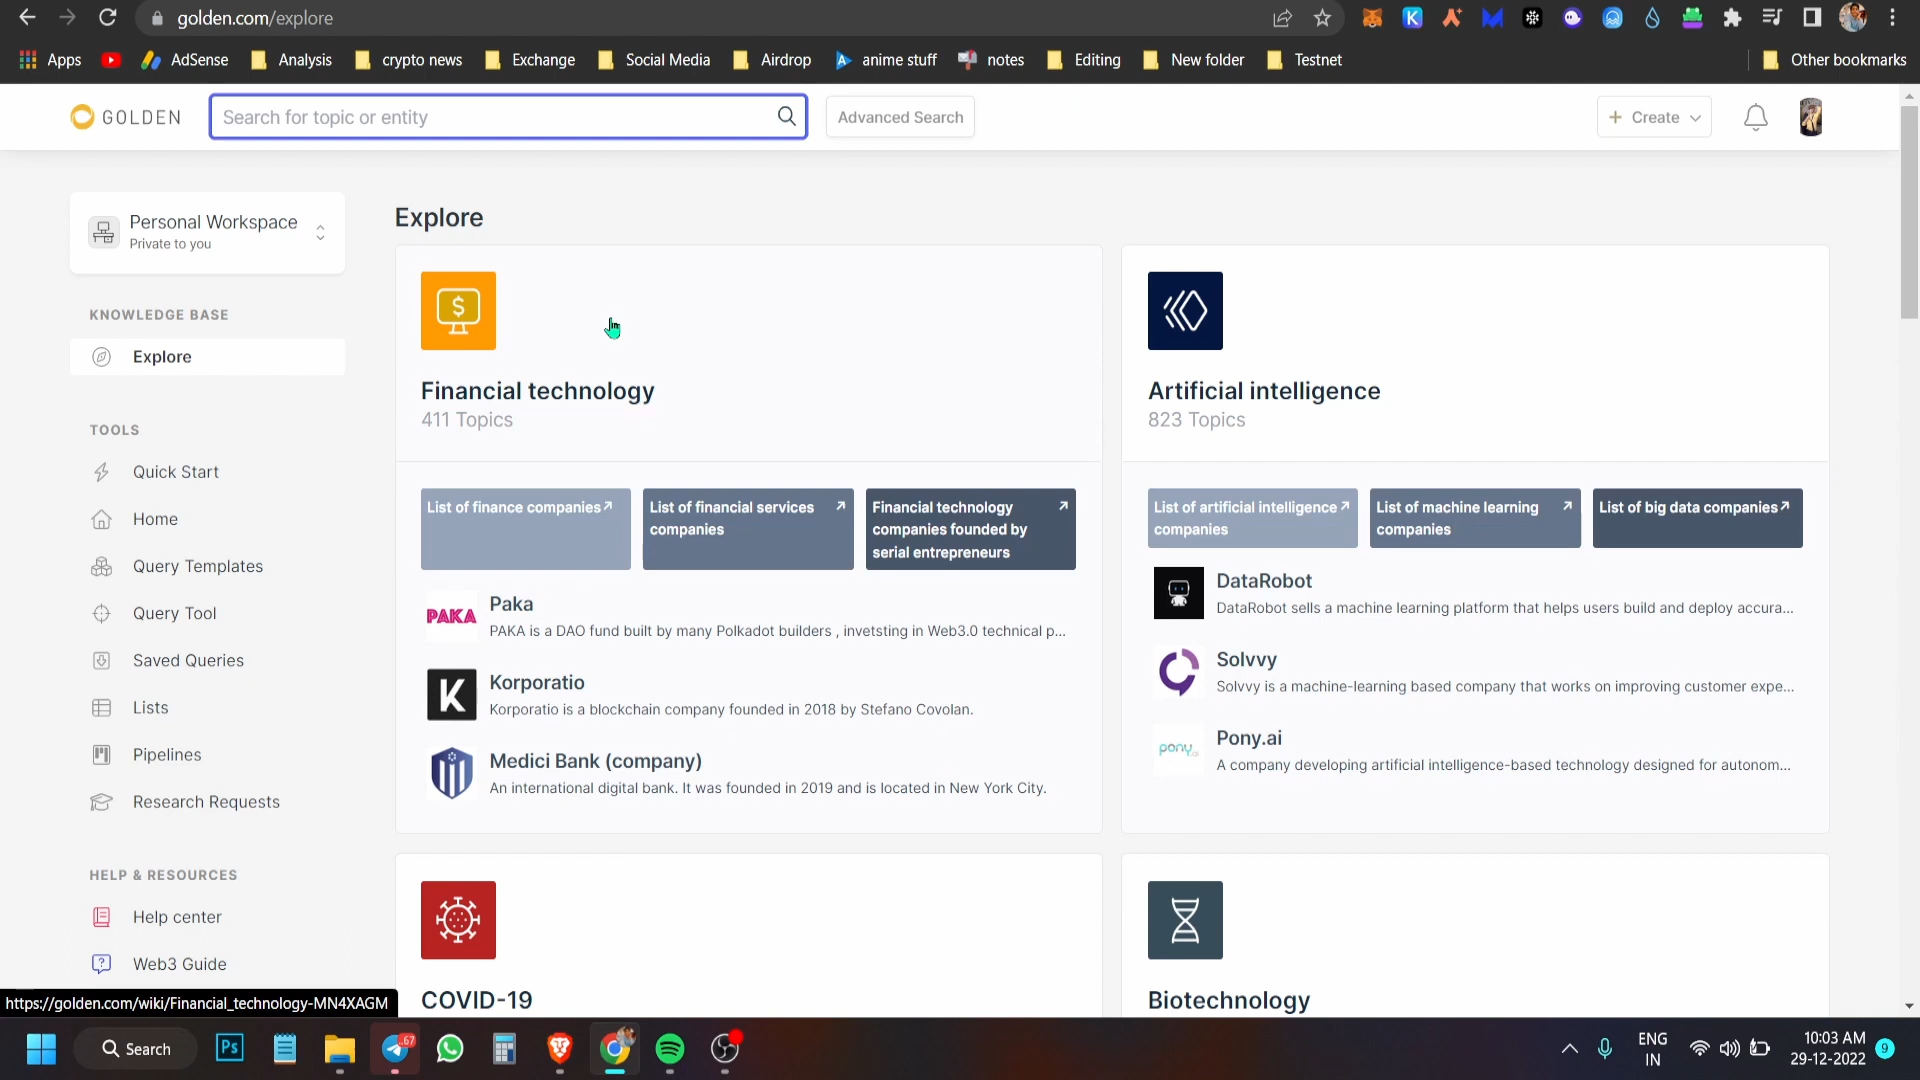 golden.com/explore
Apps
AdSense
Analysis
crypto news
Exchange
Social Media
Airdrop
anime stuff
notes
Editing
New folder
Testnet
Other bookmarks
GOLDEN
Search for topic or entity
Advanced Search
+ Create
Personal Workspace
Private to you
KNOWLEDGE BASE
Explore
TOOLS
Quick Start
Home
Query Templates
Query Tool
Saved Queries
Lists
Pipelines
Research Requests
HELP & RESOURCES
Help center
Web3 Guide
Explore
Financial technology
411 Topics
List of finance companies
List of financial services
companies
Financial technology
companies founded by
serial entrepreneurs
PAKA
Paka
PAKA is a DAO fund built by many Polkadot builders , invetsting in Web3.0 technical p...
K
Korporatio
Korporatio is a blockchain company founded in 2018 by Stefano Covolan.
Medici Bank (company)
An international digital bank. It was founded in 2019 and is located in New York City.
Artificial intelligence
823 Topics
List of artificial intelligence
companies
List of machine learning
companies
List of big data companies
DataRobot
DataRobot sells a machine learning platform that helps users build and deploy accura...
Solvvy
Solvvy is a machine-learning based company that works on improving customer expe...
pony.ai
Pony.ai
A company developing artificial intelligence-based technology designed for autonom...
COVID-19
Biotechnology
https://golden.com/wiki/Financial_technology-MN4XAGM
Search
Ps
67
ENG
IN
10:03 AM
29-12-2022
9